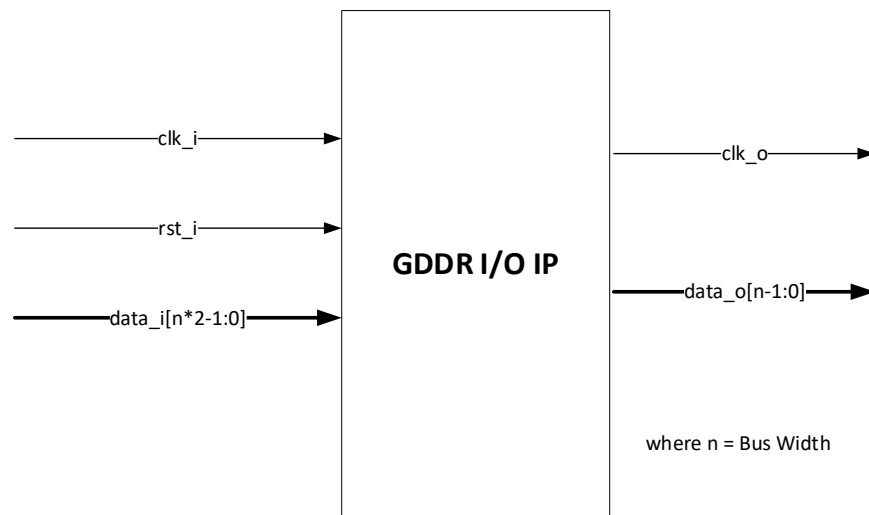 clk_i
clk_o
rst_i
GDDR I/O IP
data_o[n-1:0]
data_i[n*2-1:0]
where n = Bus Width